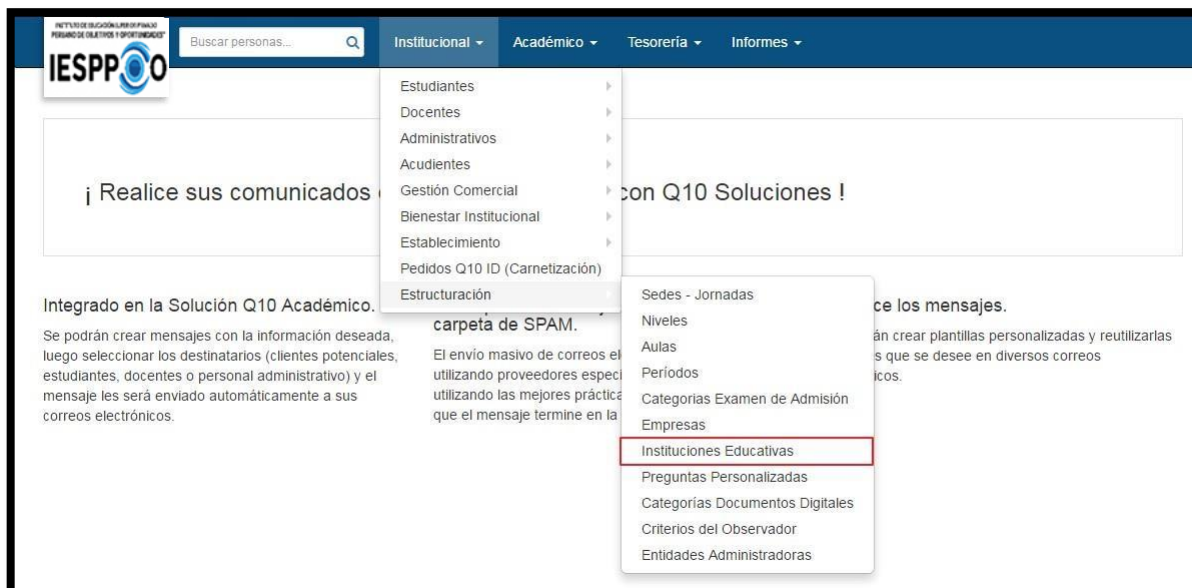 IESPPOO
Buscar personas...
Institucional
Académico
Tesorería
Informes
Estudiantes
Docentes
Administrativos
Acudientes
Gestión Comercial
Bienestar Institucional
Establecimiento
Pedidos Q10 ID (Carnetización)
Estructuración
Sedes - Jornadas
Niveles
Aulas
Períodos
Categorias Examen de Admisión
Empresas
Instituciones Educativas
Preguntas Personalizadas
Categorías Documentos Digitales
Criterios del Observador
Entidades Administradoras
¡ Realice sus comunicados
con Q10 Soluciones !
Integrado en la Solución Q10 Académico.
Se podrán crear mensajes con la información deseada,
luego seleccionar los destinatarios (clientes potenciales,
estudiantes, docentes o personal administrativo) y el
mensaje les será enviado automáticamente a sus
correos electrónicos.
carpeta de SPAM.
El envío masivo de correos el
utilizando proveedores especi
utilizando las mejores práctica
que el mensaje termine en la
ce los mensajes.
án crear plantillas personalizadas y reutilizarlas
s que se desee en diversos correos
icos.